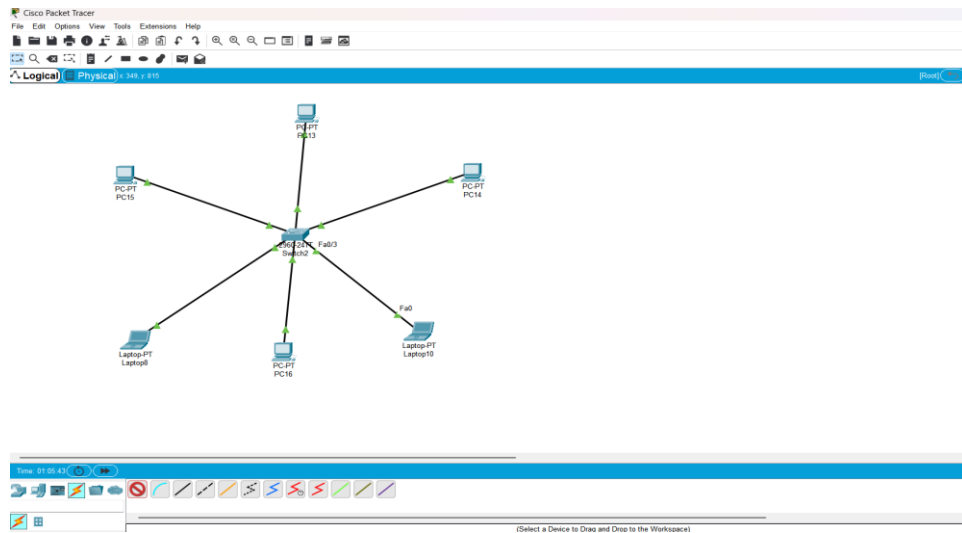 Cisco Packet Tracer
File Edit Options View Tools Extensions Help
Logical Physical x: 349, y: 615 [Root]
PC-PT
PC13
PC-PT
PC15
PC-PT
PC14
2960-24TT Fa0/3
Switch2
Fa0
Laptop-PT
Laptop8
PC-PT
PC16
Laptop-PT
Laptop10
Time: 01:05:43
(Select a Device to Drag and Drop to the Workspace)